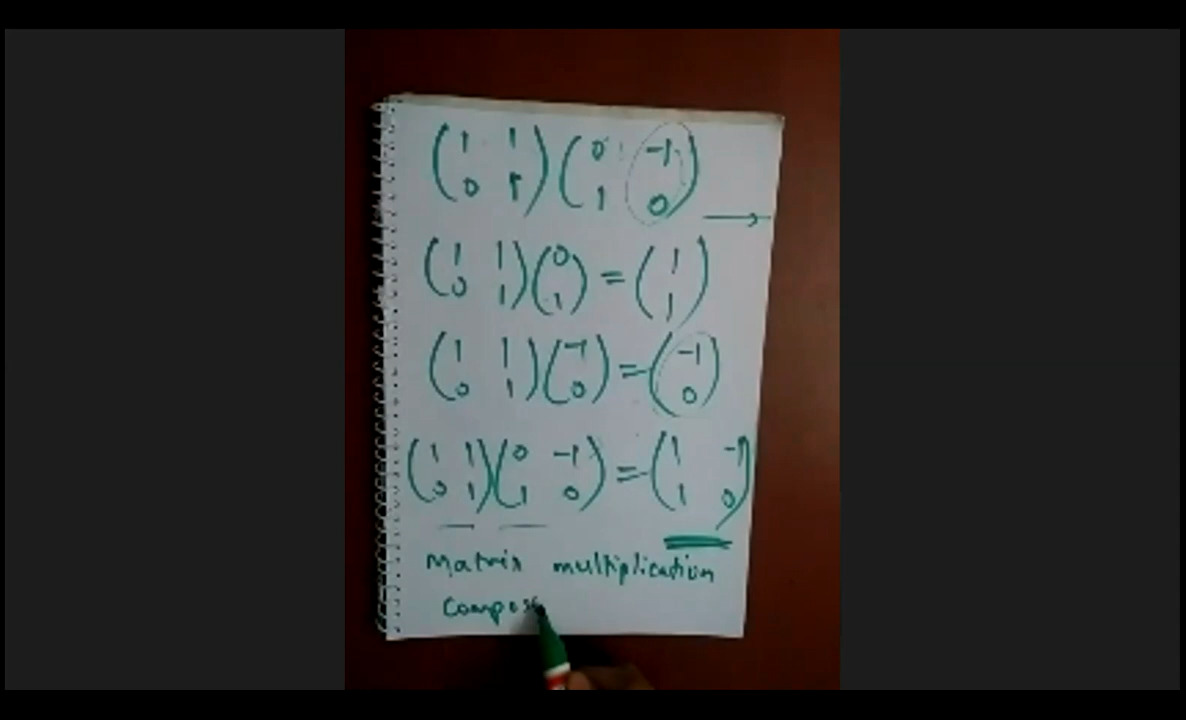 (1 1 0 1) (0 -1 1 0) →
(1 1 0 1) (0 1) = (1 1)
(1 1 0 1) (-1 0) = (-1 0)
(1 1 0 1) (0 -1 1 0) = (1 -1 1 0)
Matrix multiplication
Compos